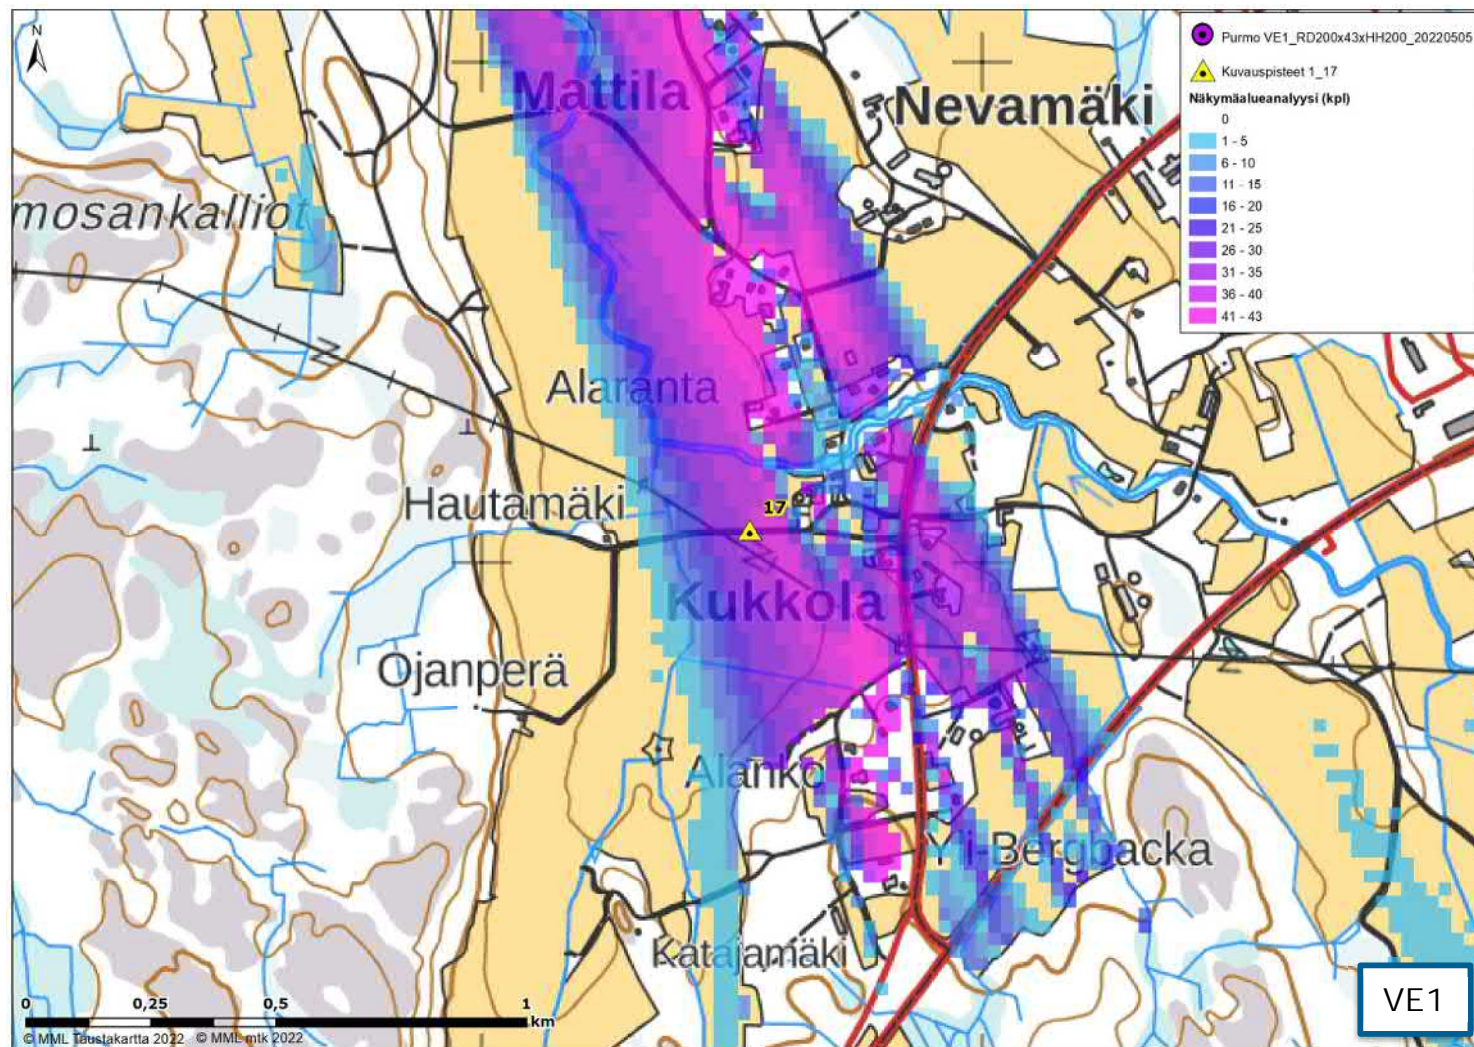 N
Purmo VE1_RD200x43xHH200_20220505
Kuvauspisteet 1_17
Näkymäalueanalyysi (kpl)
0
1 - 5
6 - 10
11 - 15
16 - 20
21 - 25
26 - 30
31 - 35
36 - 40
41 - 43
Mattila
Nevamäki
mosankalliot
Alaranta
Hautamäki
17
Kukkola
Ojanperä
Alanko
Yli-Bergbacka
Katajamäki
0 0,25 0,5 1
km
© MML Taustakartta 2022 © MML mtk 2022
VE1